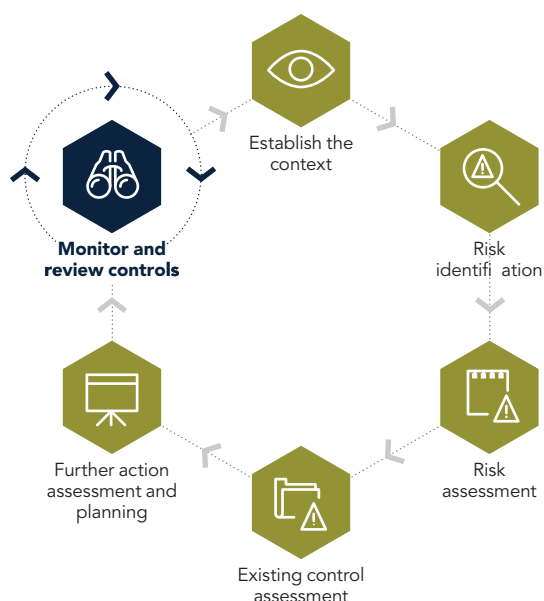 Establish the
context
Risk
identifi ation
Risk
assessment
Existing control
assessment
Further action
assessment and
planning
Monitor and
review controls